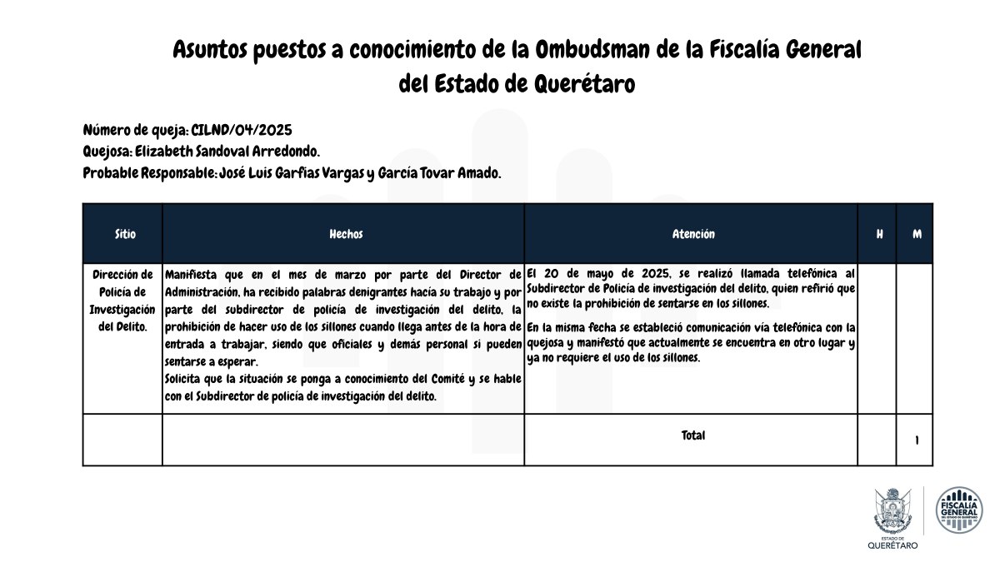 Asuntos puestos a conocimiento de la Ombudsman de la Fiscalía General
del Estado de Querétaro
Número de queja: CILND/04/2025
Quejosa: Elizabeth Sandoval Arredondo.
Probable Responsable: José Luis Garfias Vargas y García Tovar Amado.
Sitio
Hechos
Atención
H
M
Dirección de
Policía de
Investigación
del Delito.
Manifiesta que en el mes de marzo por parte del Director de
Administración, ha recibido palabras denigrantes hacía su trabajo y por
parte del subdirector de policía de investigación del delito, la
prohibición de hacer uso de los sillones cuando llega antes de la hora de
entrada a trabajar, siendo que oficiales y demás personal si pueden
sentarse a esperar.
Solicita que la situación se ponga a conocimiento del Comité y se hable
con el Subdirector de policía de investigación del delito.
El 20 de mayo de 2025, se realizó llamada telefónica al
Subdirector de Policía de investigación del delito, quien refirió que
no existe la prohibición de sentarse en los sillones.
En la misma fecha se estableció comunicación vía telefónica con la
quejosa y manifestó que actualmente se encuentra en otro lugar y
ya no requiere el uso de los sillones.
Total
1
ESTADO DE
QUERÉTARO
FISCALÍA
GENERAL
DEL ESTADO DE QUERÉTARO